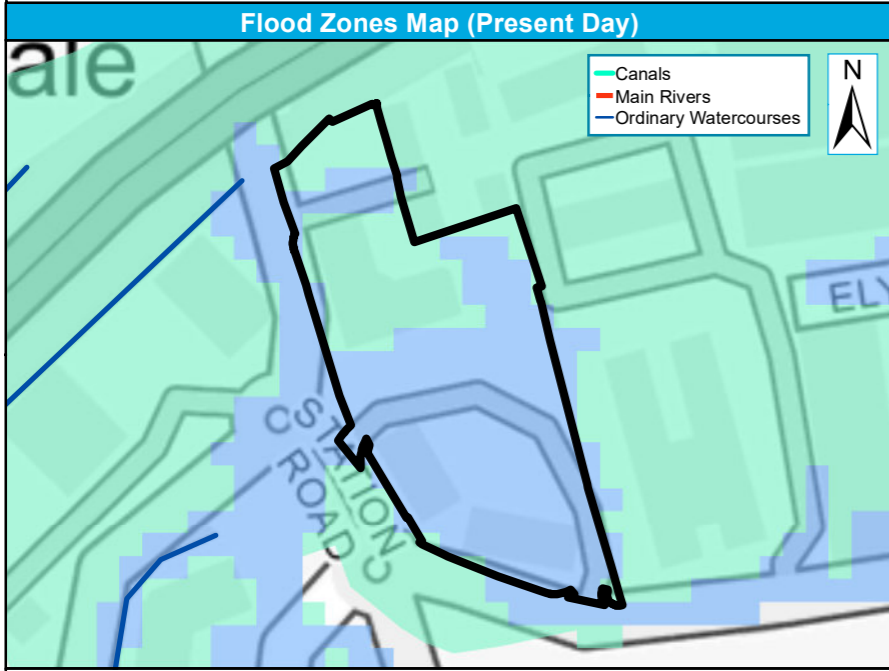 Flood Zones Map (Present Day)
ale
Canals
Main Rivers
Ordinary Watercourses
N
ELY
STATION
ROAD
C
C